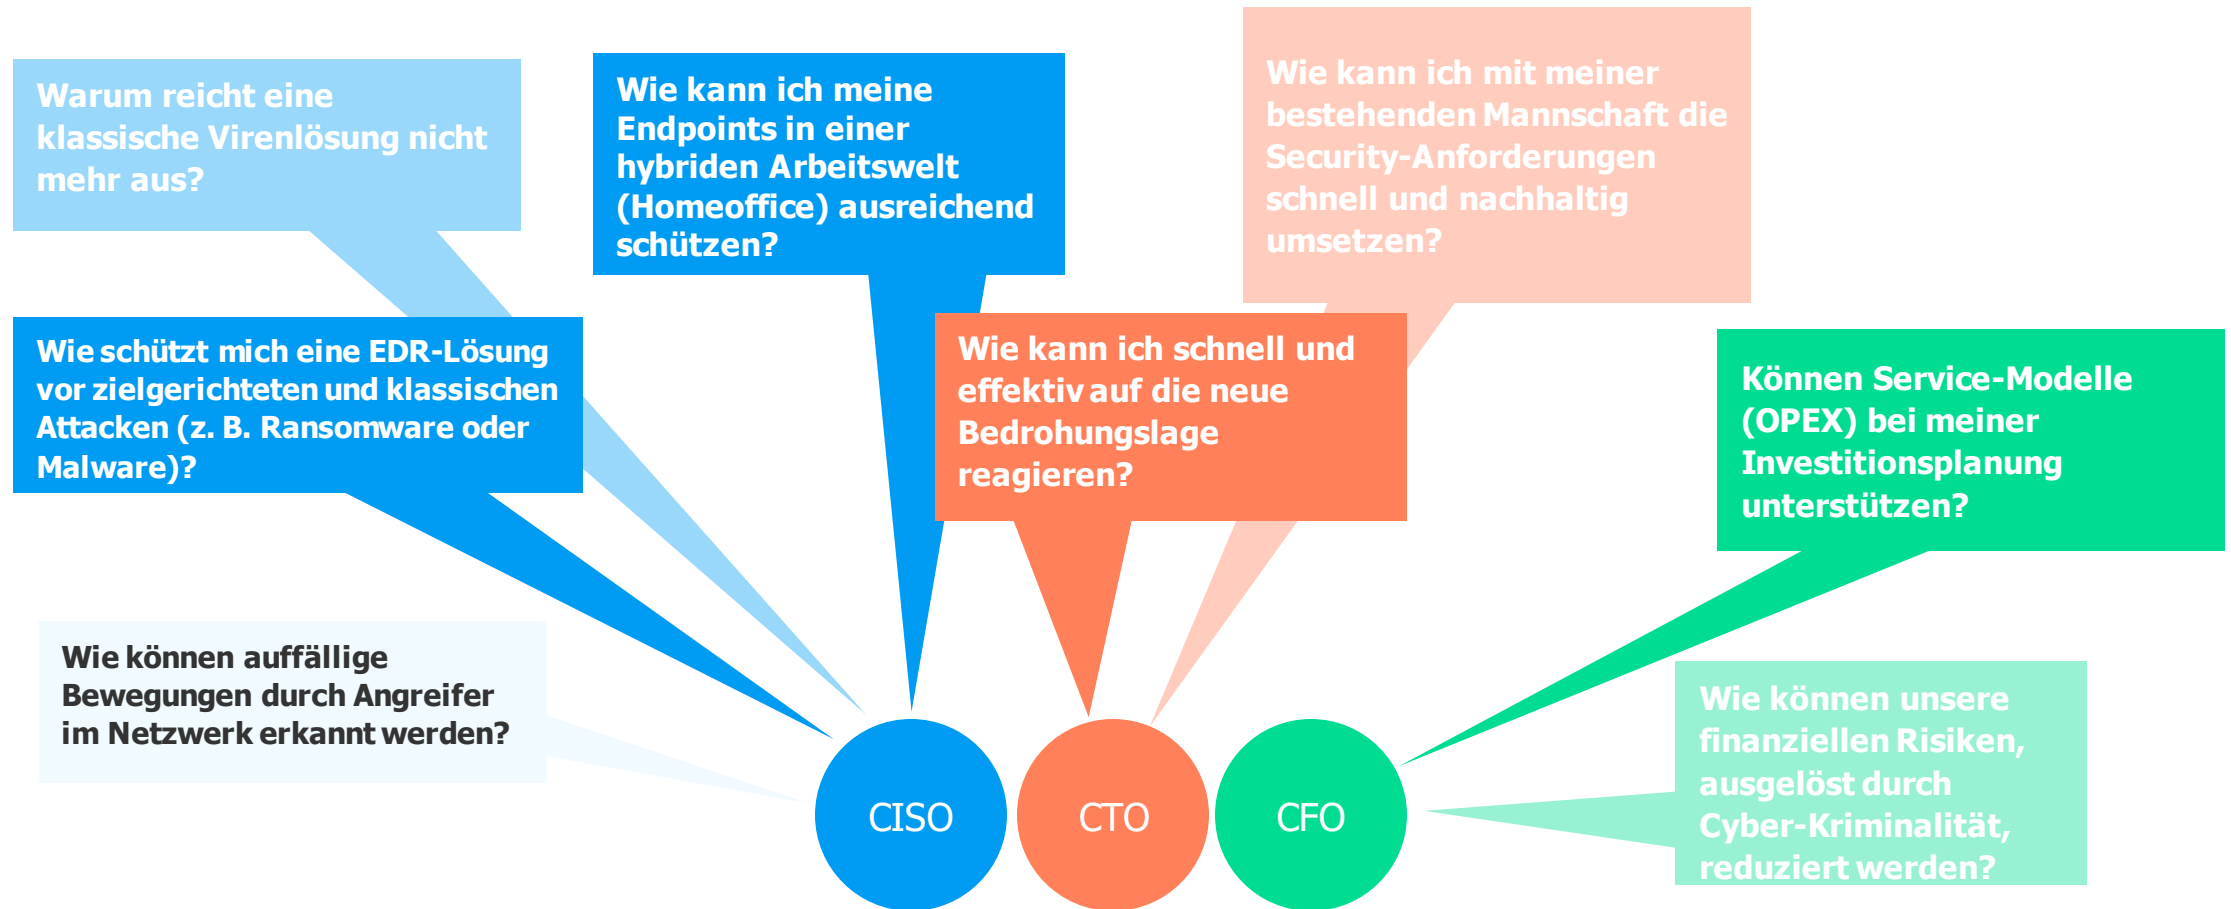 Warum reicht eine
klassische Virenlösung nicht
mehr aus?
Wie kann ich meine
Endpoints in einer
hybriden Arbeitswelt
(Homeoffice) ausreichend
schützen?
Wie kann ich mit meiner
bestehenden Mannschaft die
Security-Anforderungen
schnell und nachhaltig
umsetzen?
Wie schützt mich eine EDR-Lösung
vor zielgerichteten und klassischen
Attacken (z. B. Ransomware oder
Malware)?
Wie kann ich schnell und
effektiv auf die neue
Bedrohungslage
reagieren?
Können Service-Modelle
(OPEX) bei meiner
Investitionsplanung
unterstützen?
Wie können auffällige
Bewegungen durch Angreifer
im Netzwerk erkannt werden?
Wie können unsere
finanziellen Risiken,
ausgelöst durch
Cyber-Kriminalität,
reduziert werden?
CISO
CTO
CFO